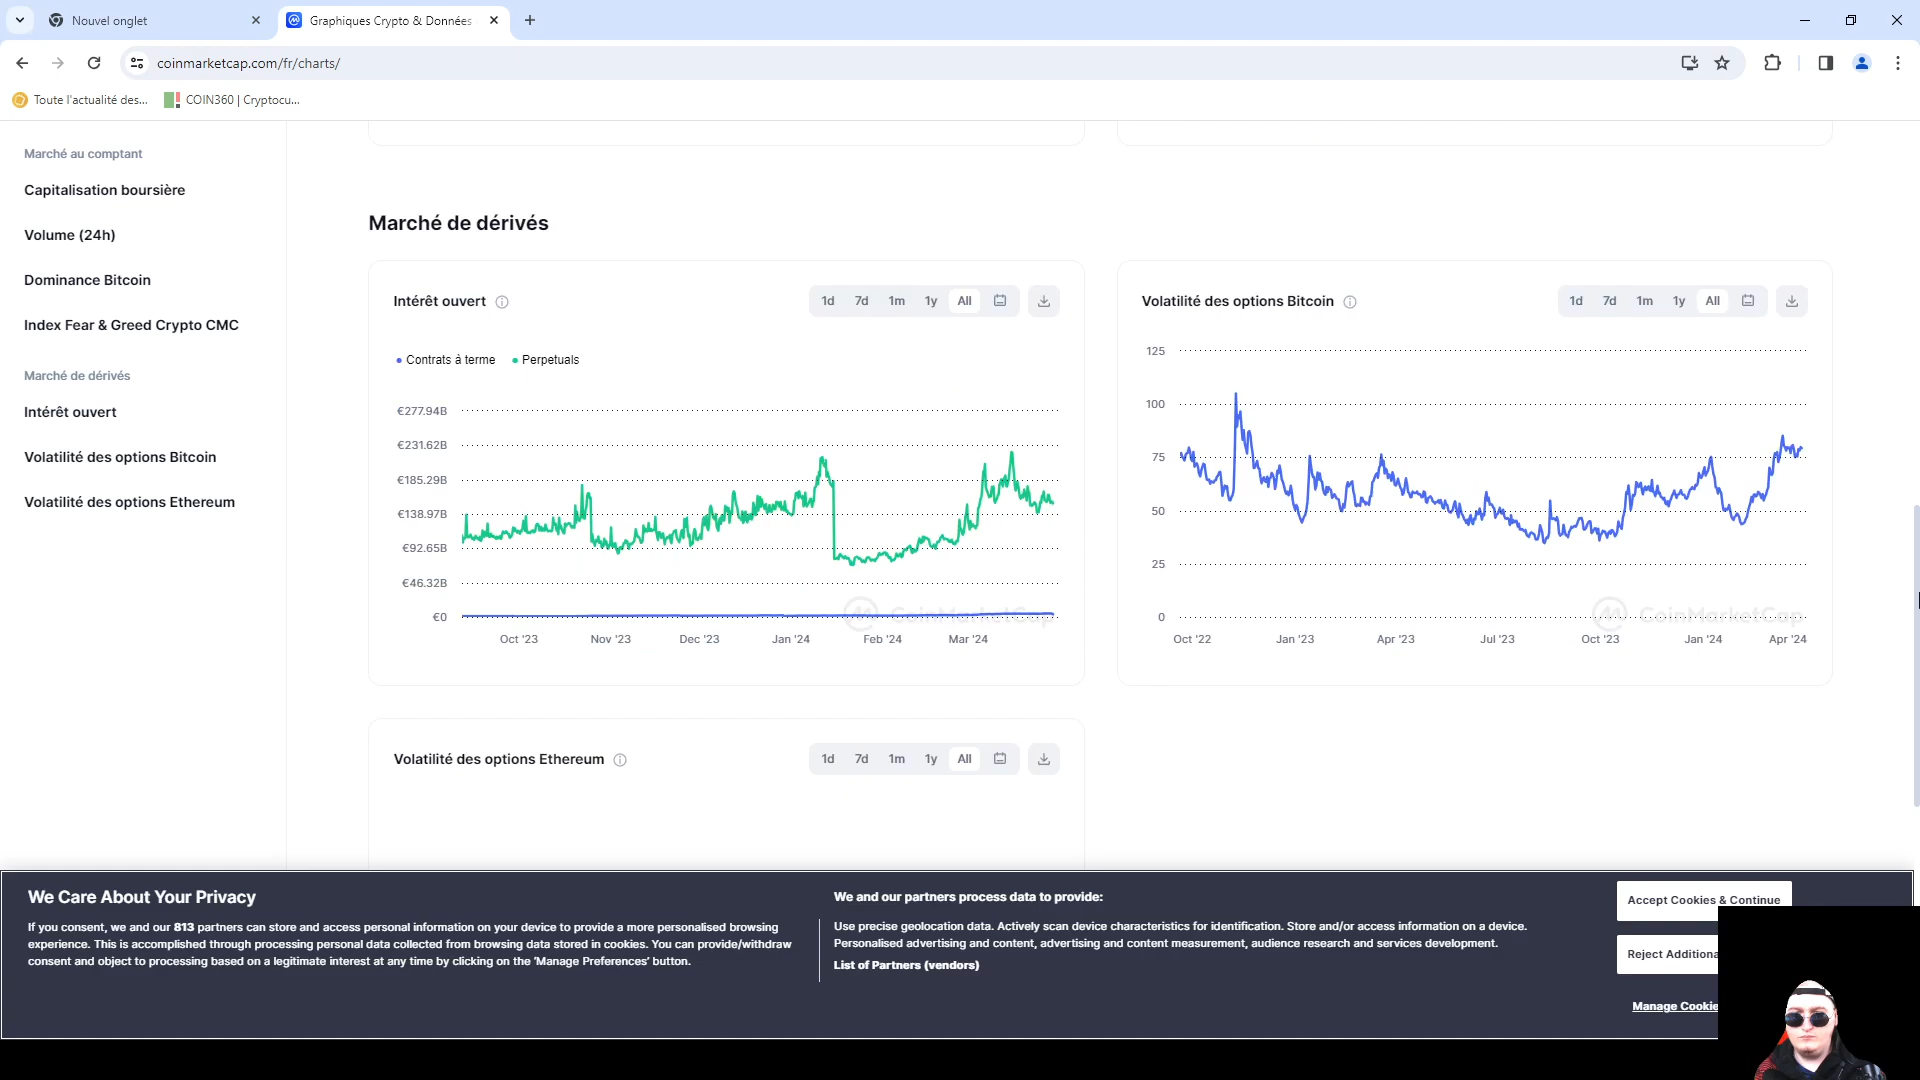 Nouvel onglet
Graphiques Crypto & Données
coinmarketcap.com/fr/charts/
Toute l'actualité des...
COIN360 | Cryptocu...
Marché au comptant
Capitalisation boursière
Volume (24h)
Dominance Bitcoin
Index Fear & Greed Crypto CMC
Marché de dérivés
Intérêt ouvert
Volatilité des options Bitcoin
Volatilité des options Ethereum
Marché de dérivés
Intérêt ouvert
1d 7d 1m 1y All
Contrats à terme Perpetuals
€277.94B
€231.62B
€185.29B
€138.97B
€92.65B
€46.32B
€0
CoinMarketCap
Oct '23 Nov '23 Dec '23 Jan '24 Feb '24 Mar '24
Volatilité des options Bitcoin
1d 7d 1m 1y All
125
100
75
50
25
0
CoinMarketCap
Oct '22 Jan '23 Apr '23 Jul '23 Oct '23 Jan '24 Apr '24
Volatilité des options Ethereum
1d 7d 1m 1y All
We Care About Your Privacy
If you consent, we and our 813 partners can store and access personal information on your device to provide a more personalised browsing
experience. This is accomplished through processing personal data collected from browsing data stored in cookies. You can provide/withdraw
consent and object to processing based on a legitimate interest at any time by clicking on the 'Manage Preferences' button.
We and our partners process data to provide:
Use precise geolocation data. Actively scan device characteristics for identification. Store and/or access information on a device.
Personalised advertising and content, advertising and content measurement, audience research and services development.
List of Partners (vendors)
Accept Cookies & Continue
Reject Additiona
Manage Cookie